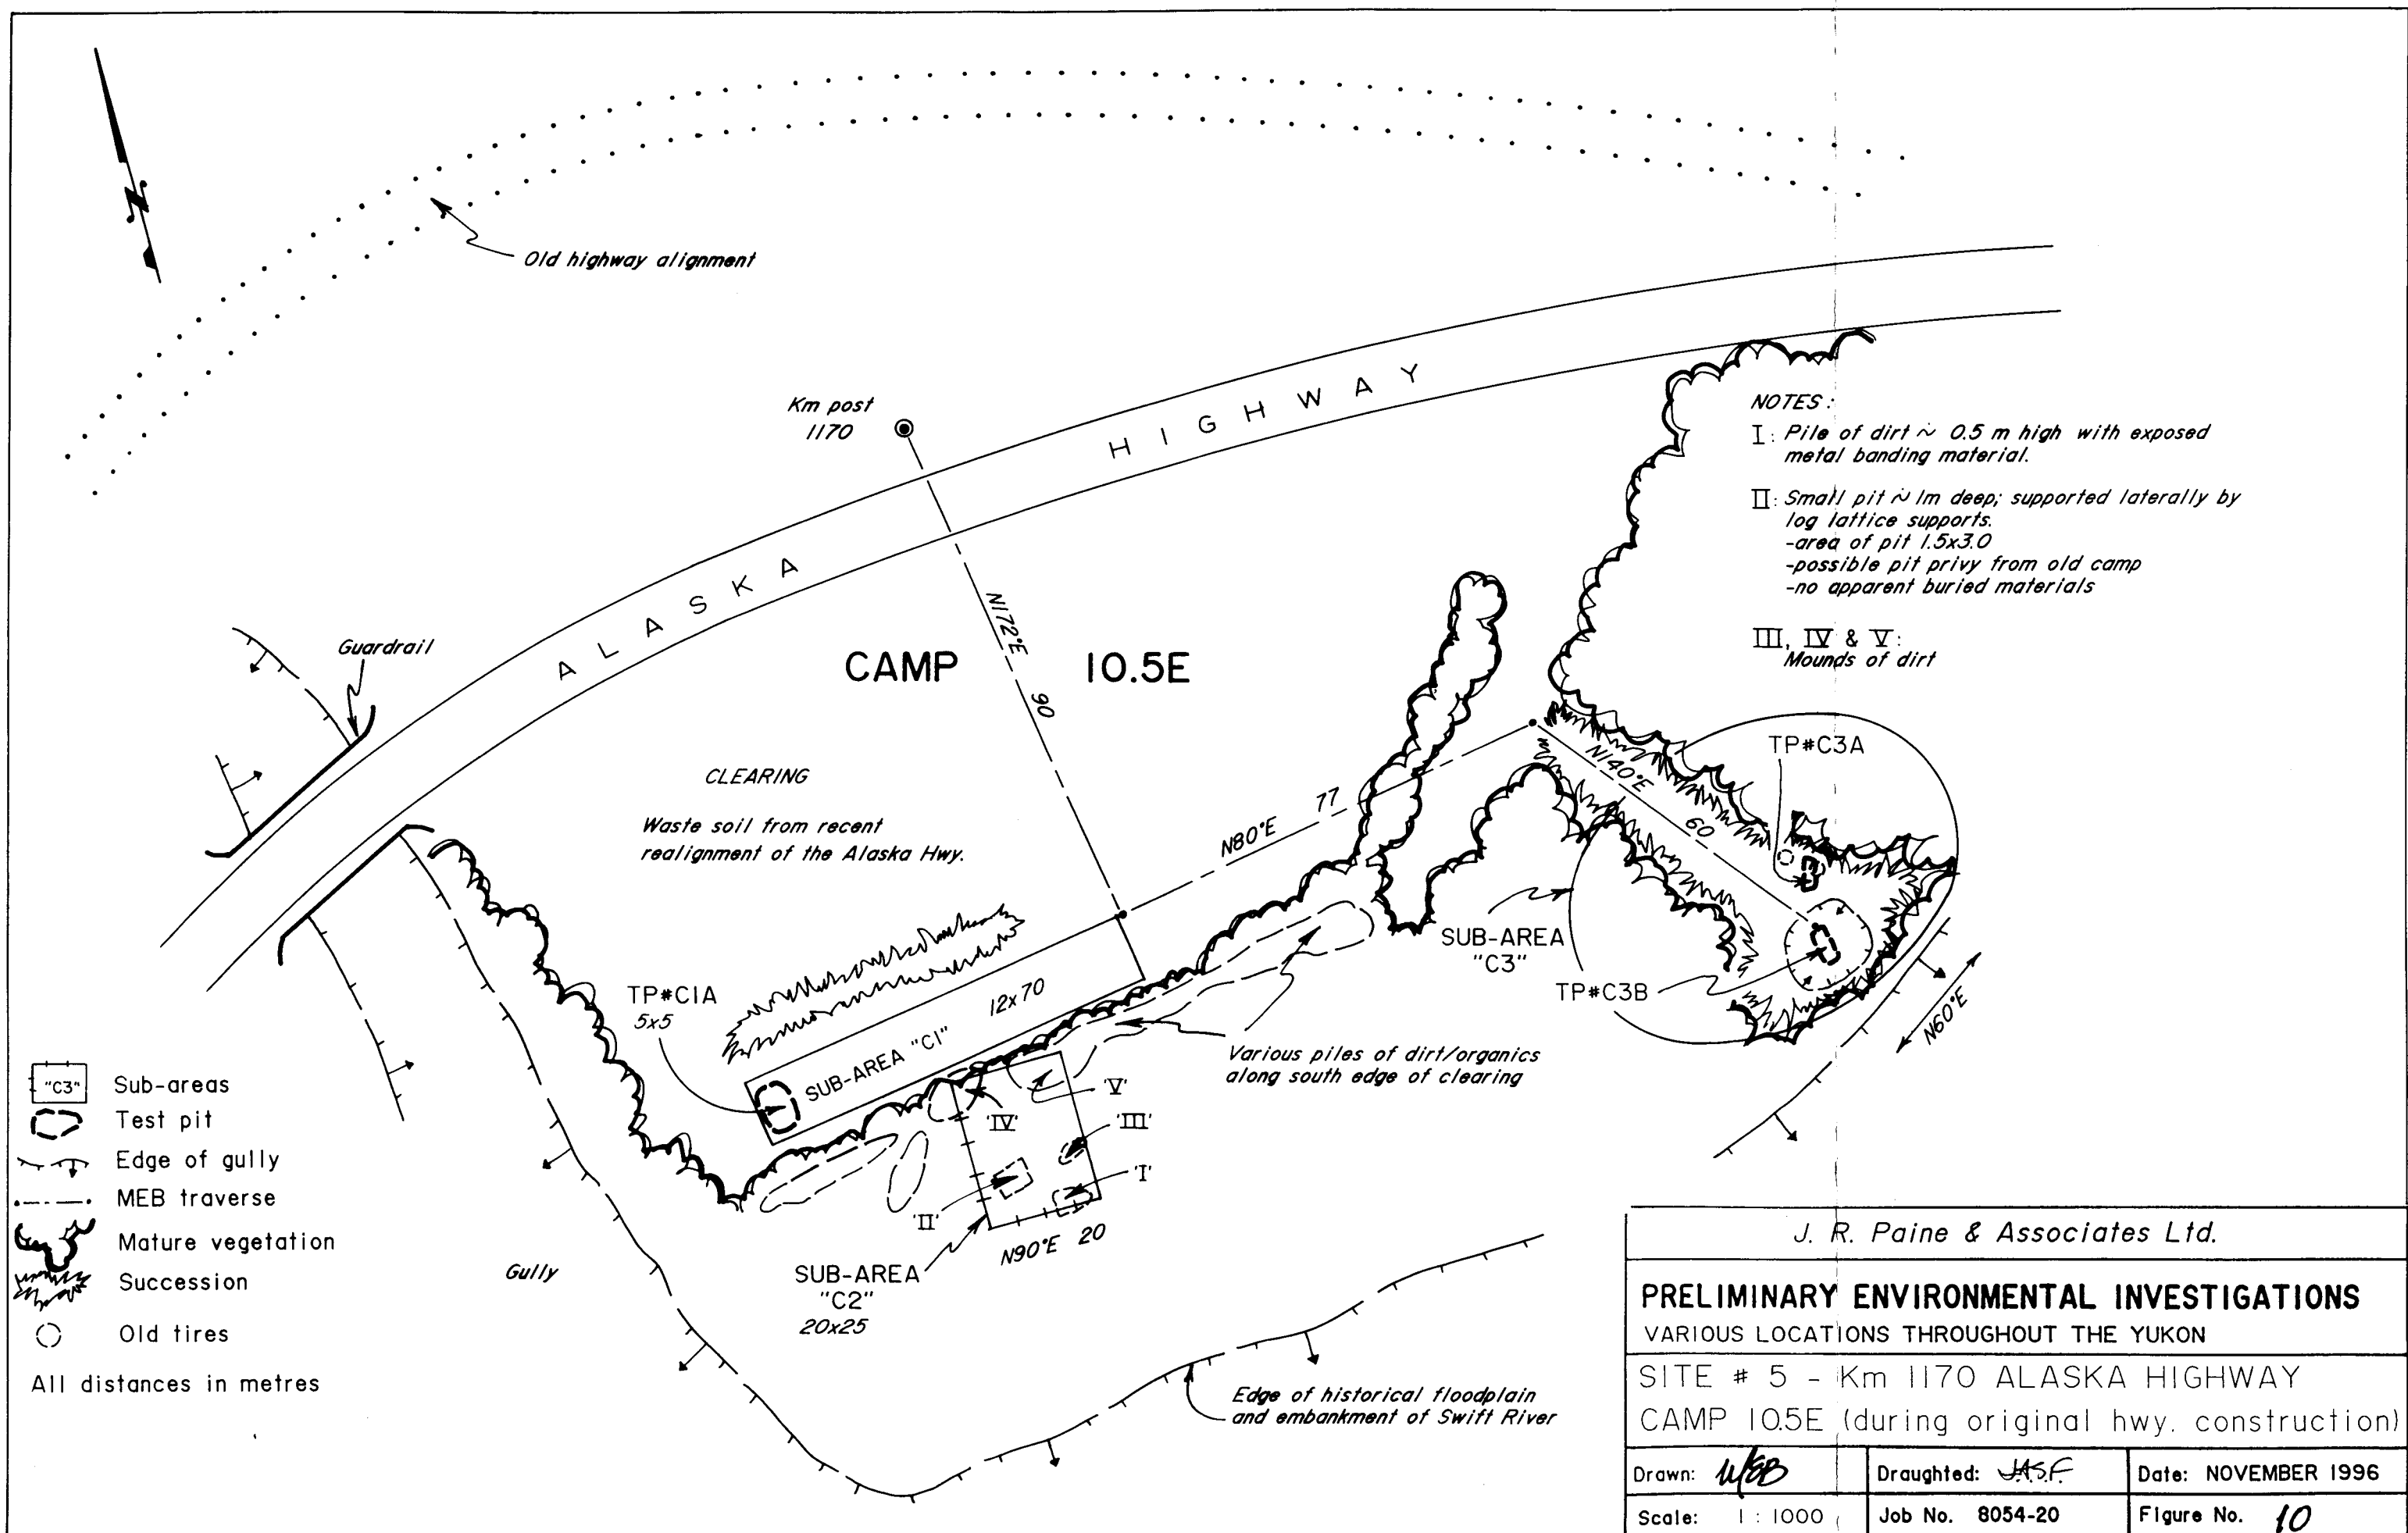 N
Old highway alignment
Km post
1170
ALASKA HIGHWAY
NOTES:
I: Pile of dirt ~ 0.5 m high with exposed
metal banding material.
II: Small pit ~ 1m deep; supported laterally by
log lattice supports.
-area of pit 1.5x3.0
-possible pit privy from old camp
-no apparent buried materials
III, IV & V:
Mounds of dirt
Guardrail
N172°E
90
CAMP 10.5E
CLEARING
Waste soil from recent
realignment of the Alaska Hwy.
N80°E 77
N140°E
60
TP#C3A
SUB-AREA
"C3"
TP#C3B
N60°E
TP#C1A
5x5
SUB-AREA "C1" 12x70
Various piles of dirt/organics
along south edge of clearing
'V'
'IV'
'III'
'I'
'II'
N90°E 20
SUB-AREA
"C2"
20x25
Gully
Edge of historical floodplain
and embankment of Swift River
"C3" Sub-areas
Test pit
Edge of gully
MEB traverse
Mature vegetation
Succession
Old tires
All distances in metres
J. R. Paine & Associates Ltd.
PRELIMINARY ENVIRONMENTAL INVESTIGATIONS
VARIOUS LOCATIONS THROUGHOUT THE YUKON
SITE # 5 - Km 1170 ALASKA HIGHWAY
CAMP 10.5E (during original hwy. construction)
Drawn: MEB Draughted: J.A.S.F. Date: NOVEMBER 1996
Scale: 1 : 1000 Job No. 8054-20 Figure No. 10